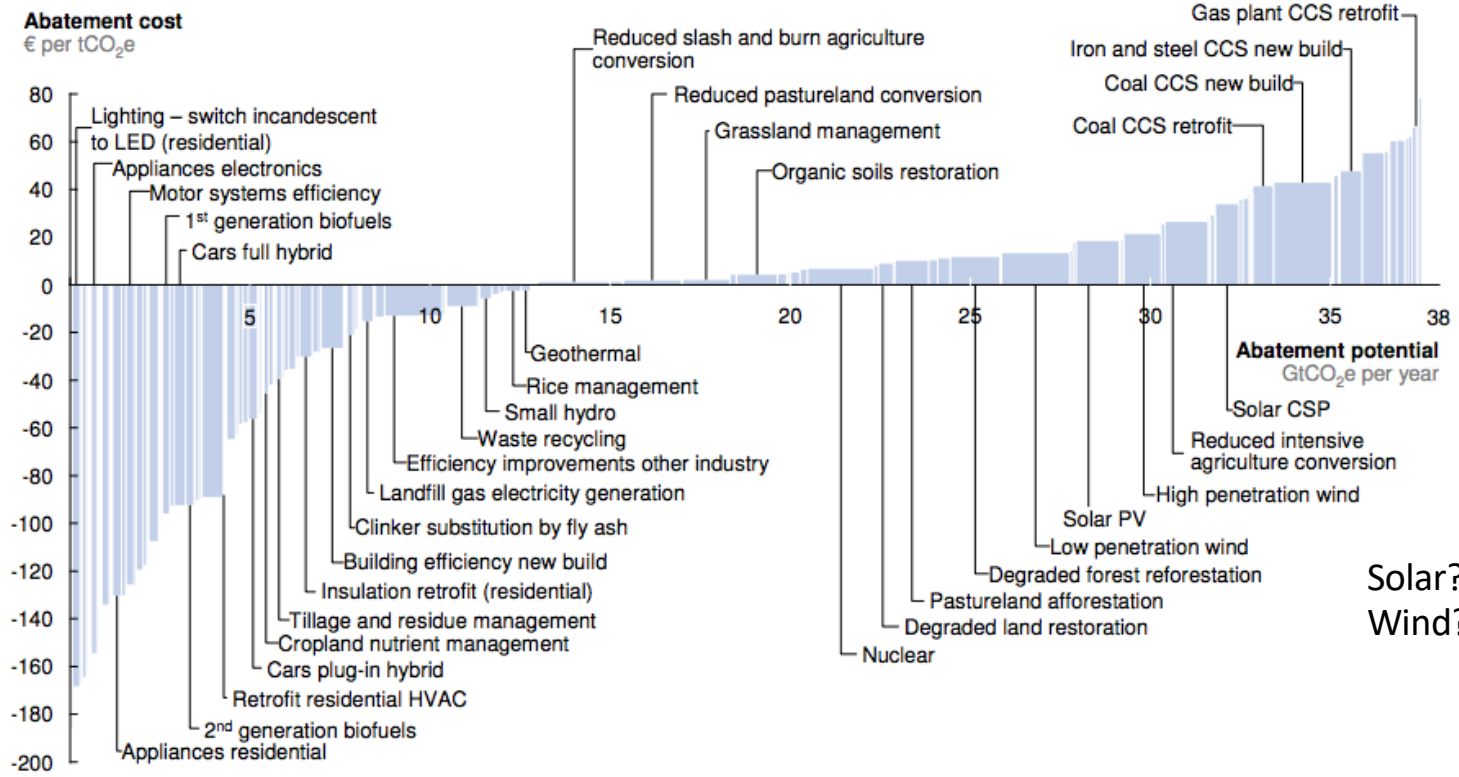 Abatement cost
€ per tCO2e
Gas plant CCS retrofit
Reduced slash and burn agriculture
conversion
Iron and steel CCS new build
Coal CCS new build
Reduced pastureland conversion
Coal CCS retrofit
Grassland management
Organic soils restoration
Lighting – switch incandescent
to LED (residential)
Appliances electronics
Motor systems efficiency
1st generation biofuels
Cars full hybrid
80
60
40
20
0
-20
-40
-60
-80
-100
-120
-140
-160
-180
-200
5
10
15
20
25
30
35
38
Abatement potential
GtCO2e per year
Geothermal
Rice management
Small hydro
Waste recycling
Efficiency improvements other industry
Landfill gas electricity generation
Clinker substitution by fly ash
Building efficiency new build
Insulation retrofit (residential)
Tillage and residue management
Cropland nutrient management
Cars plug-in hybrid
Retrofit residential HVAC
2nd generation biofuels
Appliances residential
Solar CSP
Reduced intensive
agriculture conversion
High penetration wind
Solar PV
Low penetration wind
Degraded forest reforestation
Pastureland afforestation
Degraded land restoration
Nuclear
Solar?
Wind?